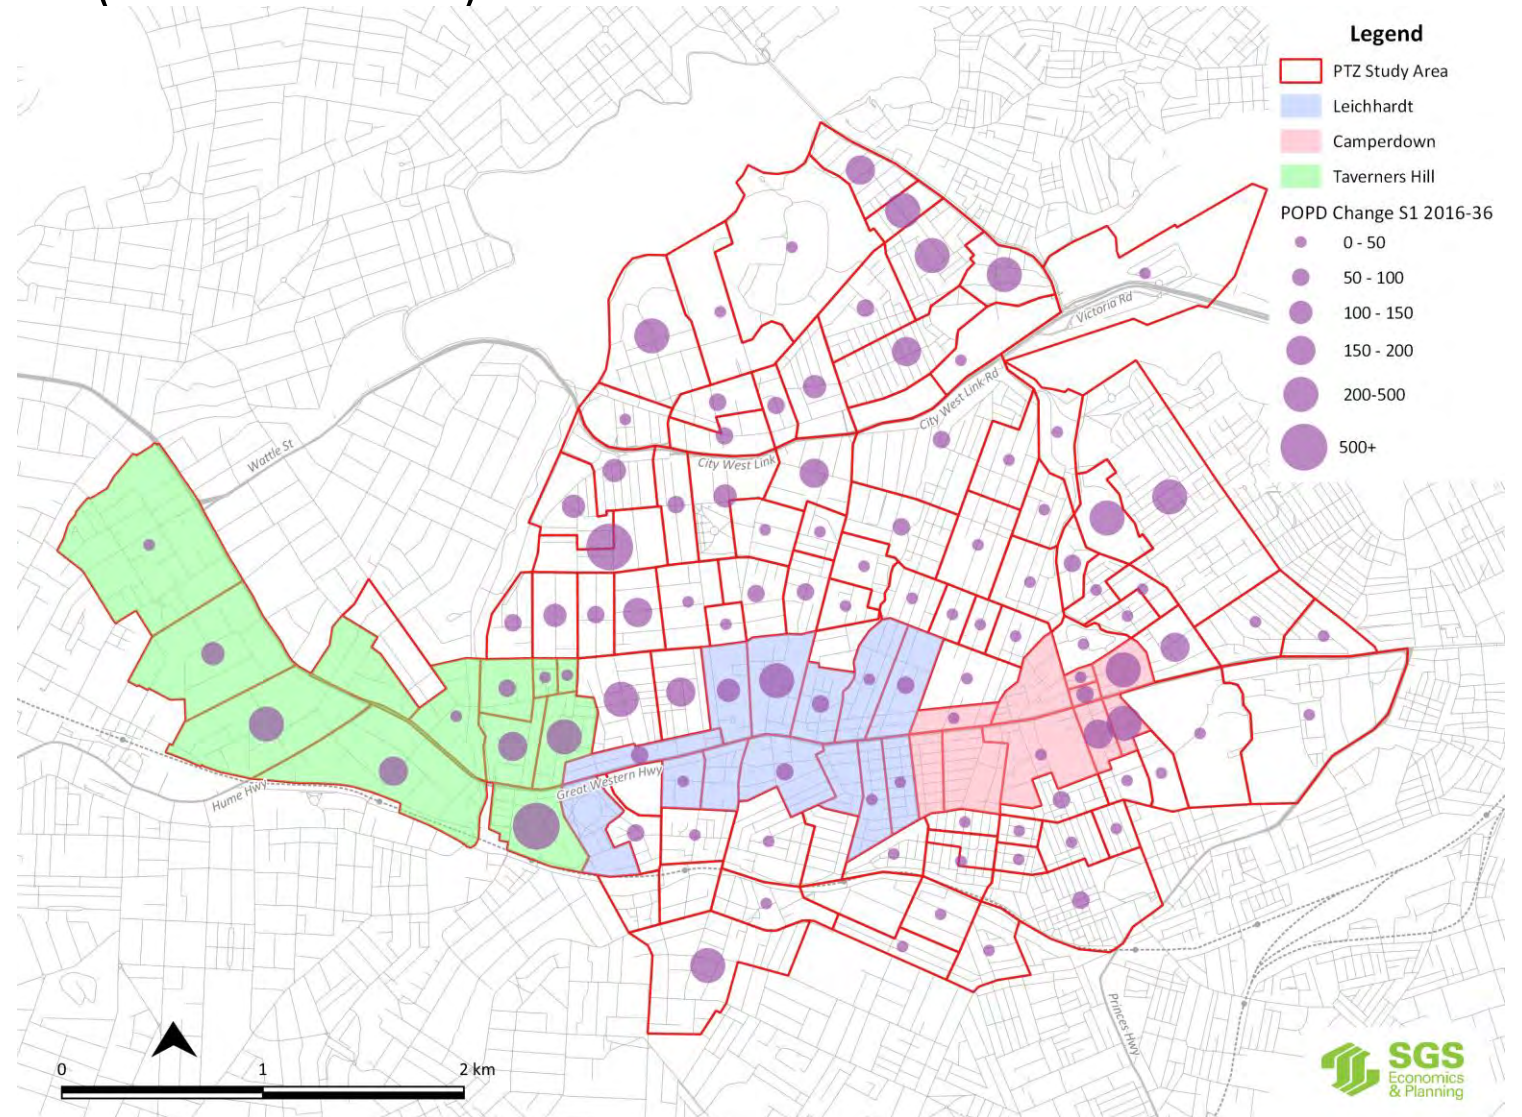 Legend
PTZ Study Area
Leichhardt
Camperdown
Taverners Hill
POPD Change S1 2016-36
0 - 50
50 - 100
100 - 150
150 - 200
200-500
500+
Victoria Rd
City West Link Rd
Wattle St
City West Link
Great Western Hwy
Hume Hwy
Princes Hwy
0 1 2 km
SGS
Economics
& Planning